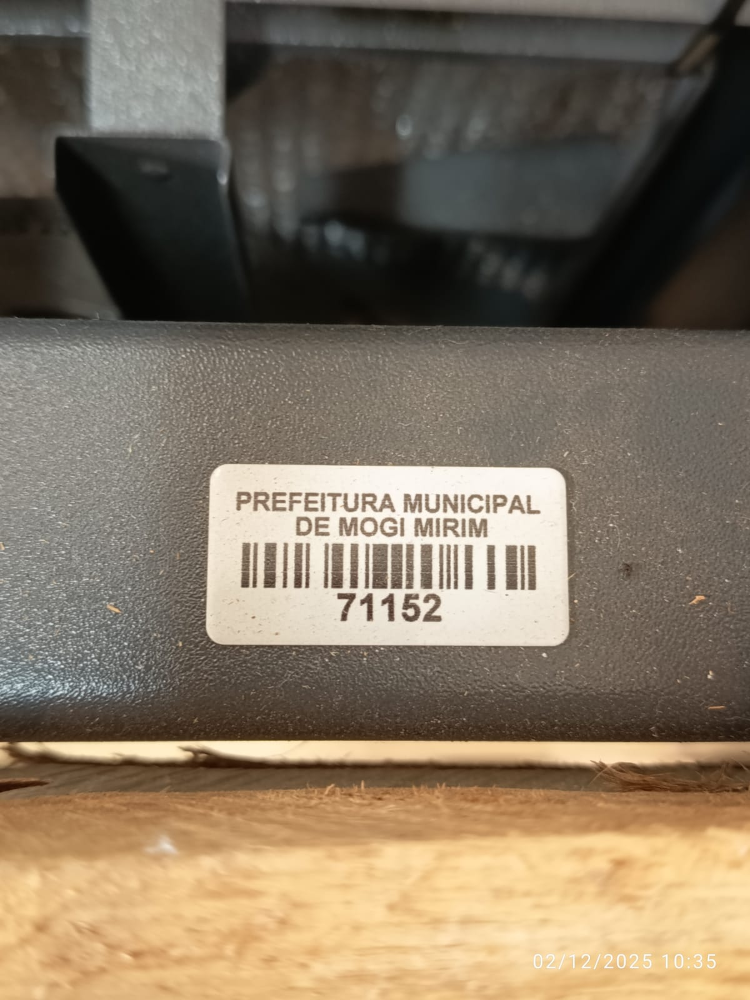 PREFEITURA MUNICIPAL
DE MOGI MIRIM
71152
02/12/2025 10:35